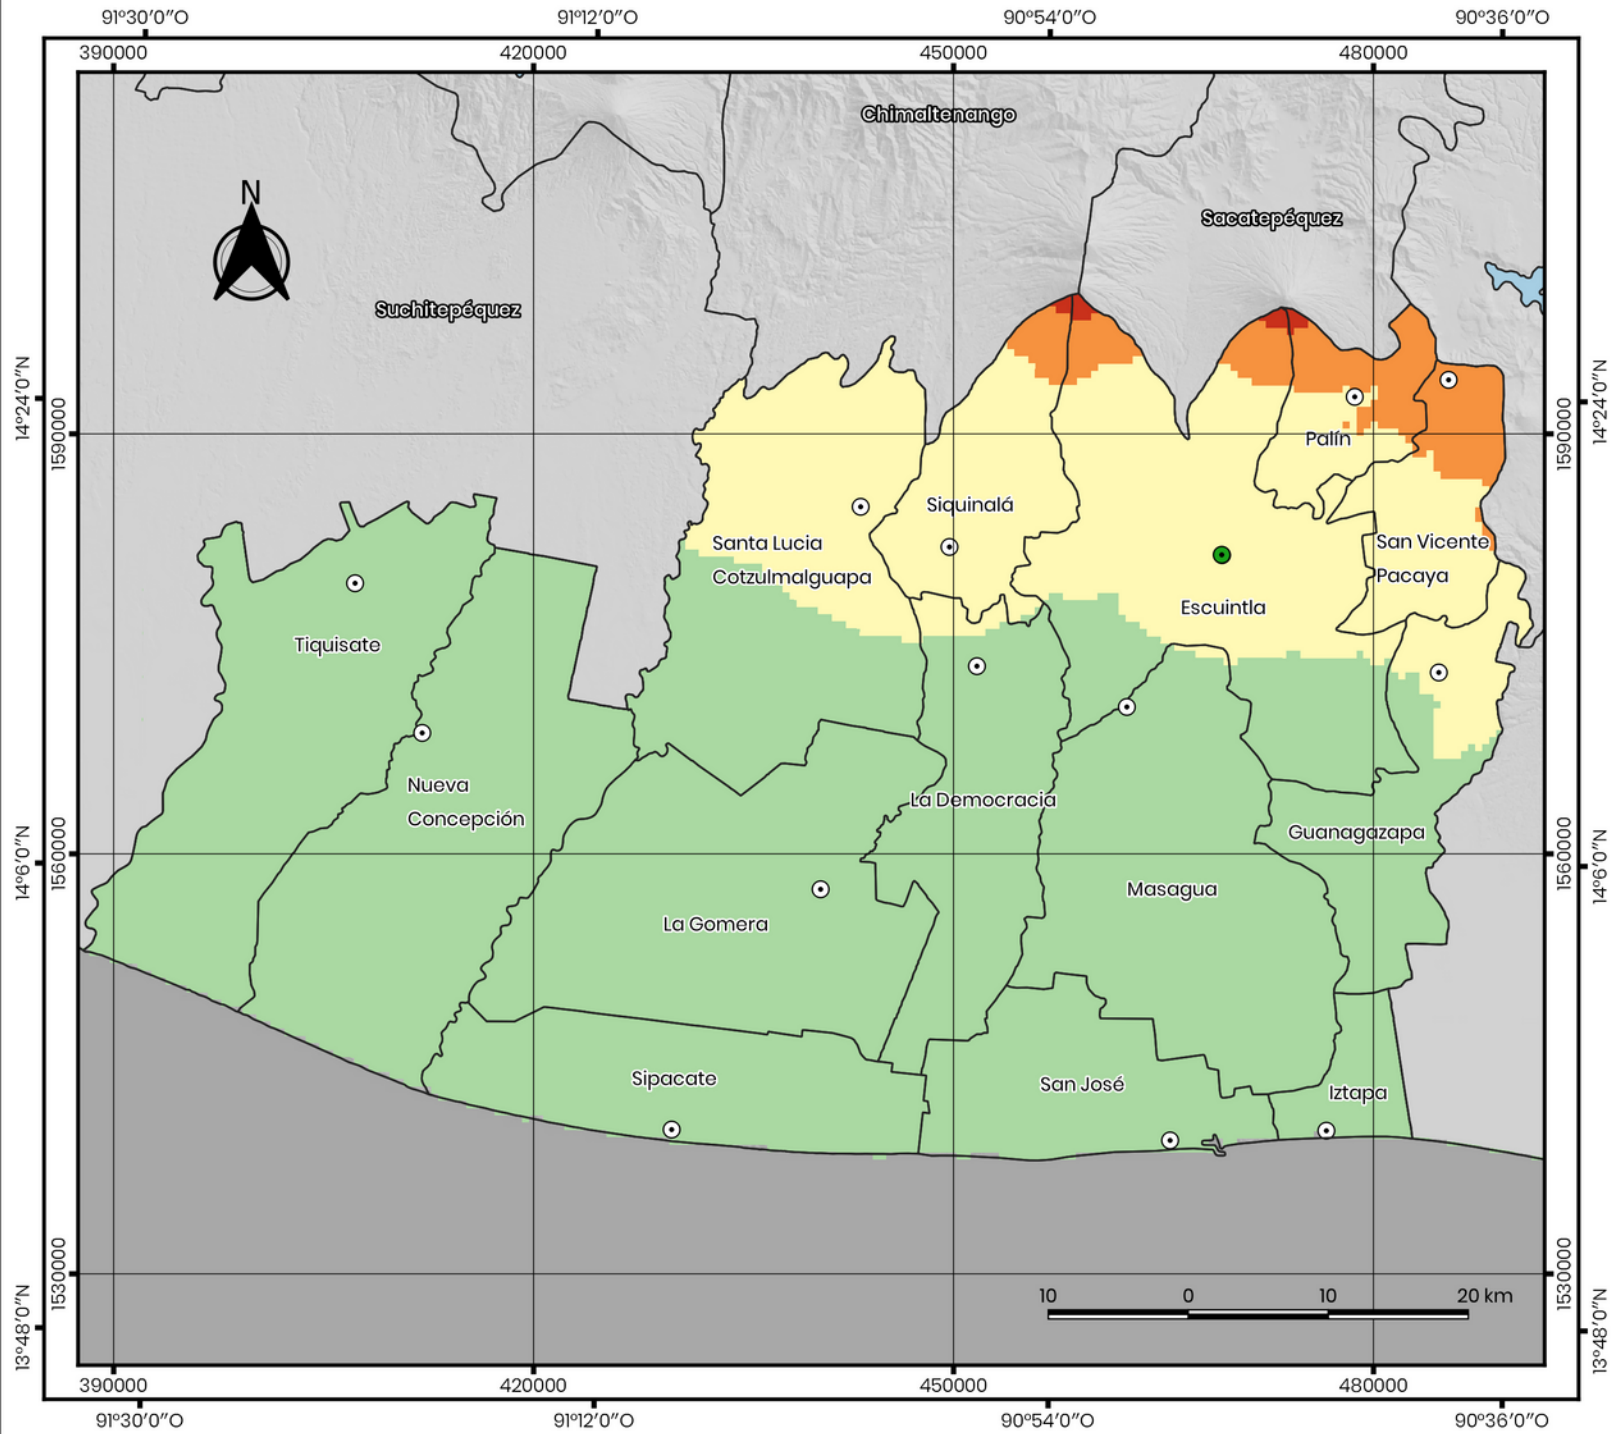 91°30'0"O 91°12'0"O 90°54'0"O 90°36'0"O
390000 420000 450000 480000
Chimaltenango
N
Sacatepéquez
Suchitepéquez
14°24'0"N 1590000 1590000 14°24'0"N
Palín
Siquinalá
Santa Lucia
Cotzulmalguapa
San Vicente
Pacaya
Escuintla
Tiquisate
Nueva
Concepción
La Democracia
Guanagazapa
14°6'0"N 1560000 1560000 14°6'0"N
Masagua
La Gomera
Sipacate
San José
Iztapa
13°48'0"N 1530000 1530000 13°48'0"N
10 0 10 20 km
390000 420000 450000 480000
91°30'0"O 91°12'0"O 90°54'0"O 90°36'0"O